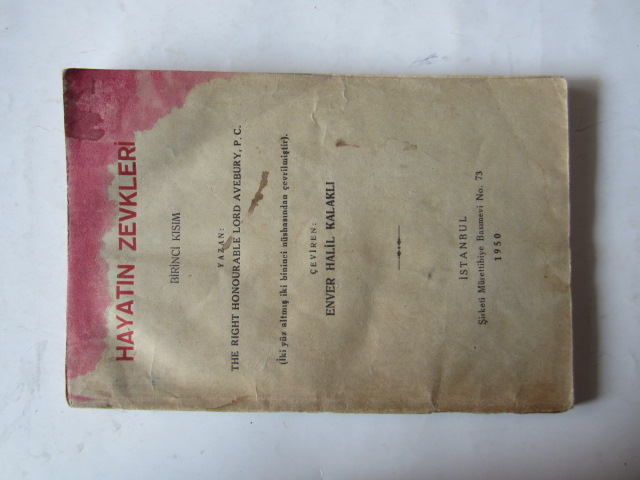 HAYATIN ZEVKLERİ
BİRİNCİ KISIM
YAZAN:
THE RIGHT HONOURABLE LORD AVEBURY, P. C.
(İki yüz altmış iki bininci nüshasından çevrilmiştir).
ÇEVİREN:
ENVER HALİL KALAKLI
İSTANBUL
Şirketi Mürettibiye Basımevi No. 73
1950